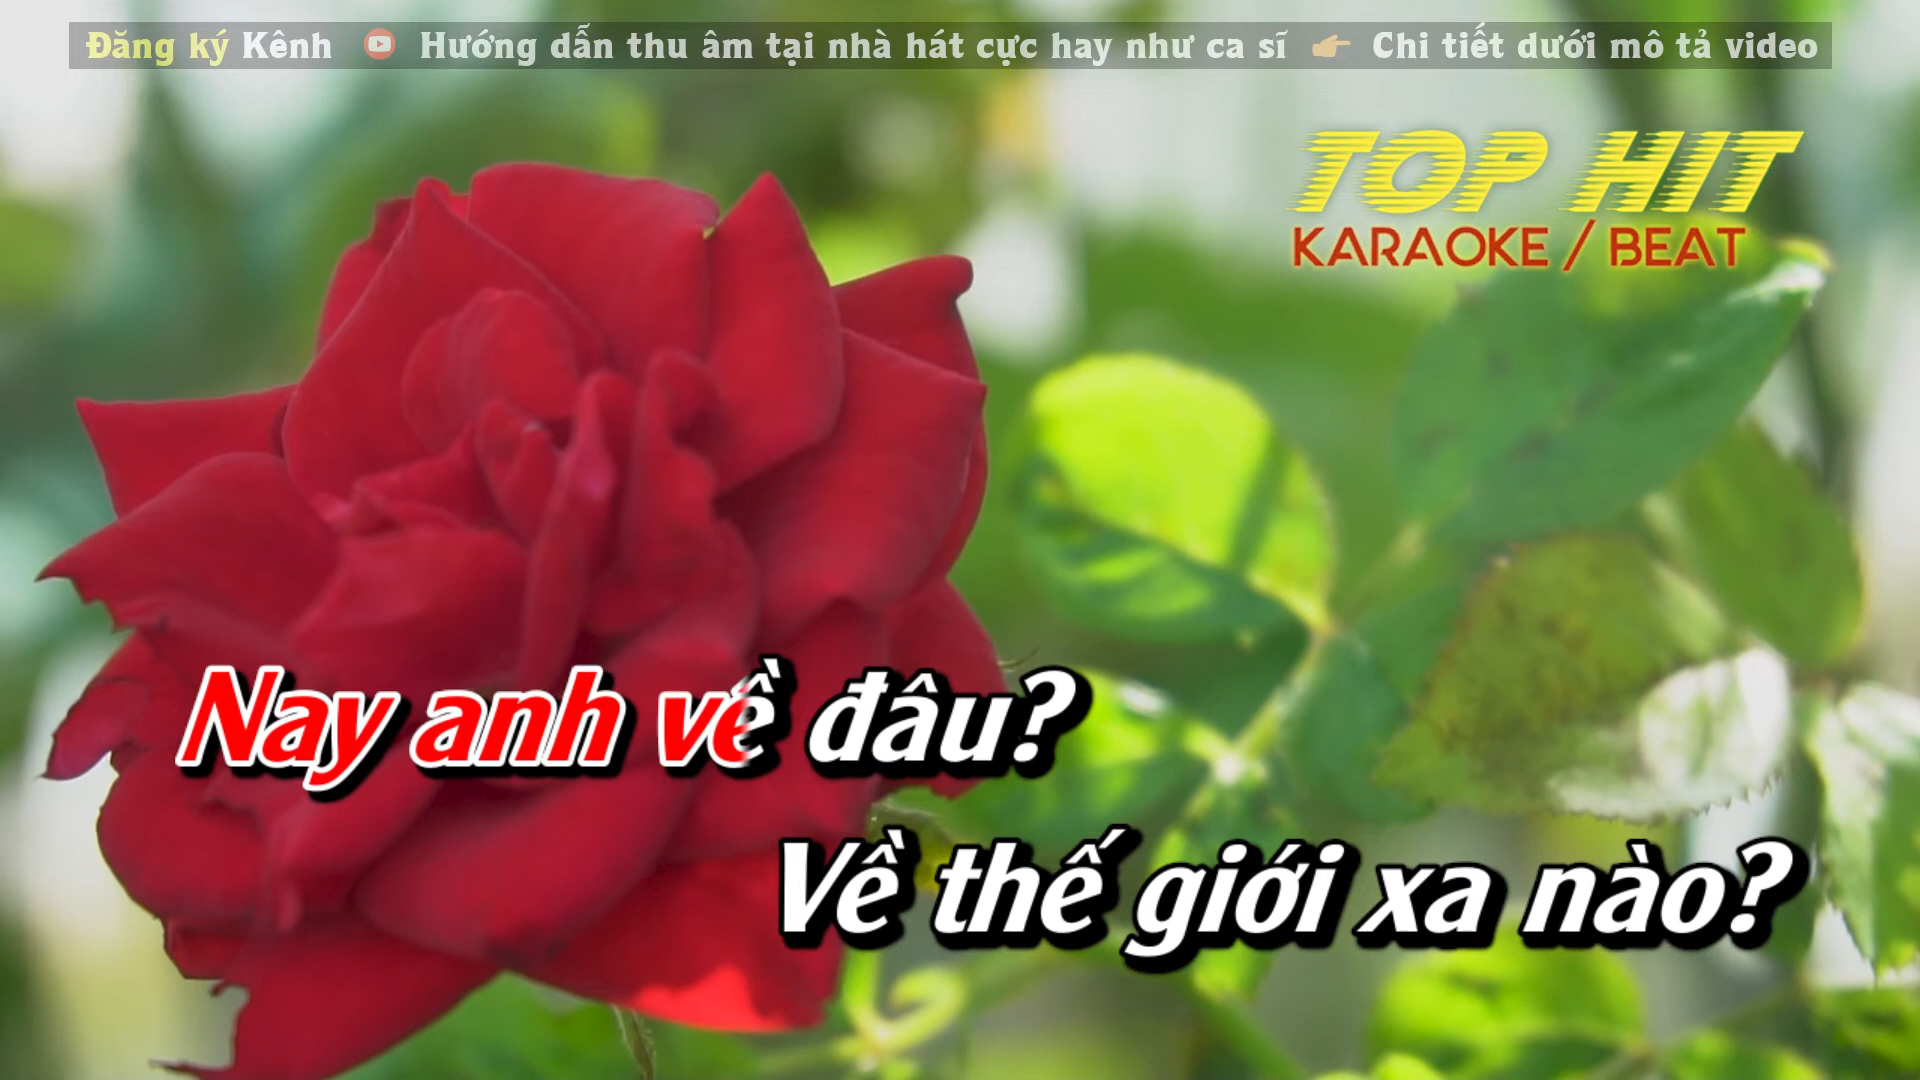 Đăng ký Kênh Hướng dẫn thu âm tại nhà hát cực hay như ca sĩ Chi tiết dưới mô tả video
TOP HIT
KARAOKE / BEAT
Nay anh về đâu?
Về thế giới xa nào?